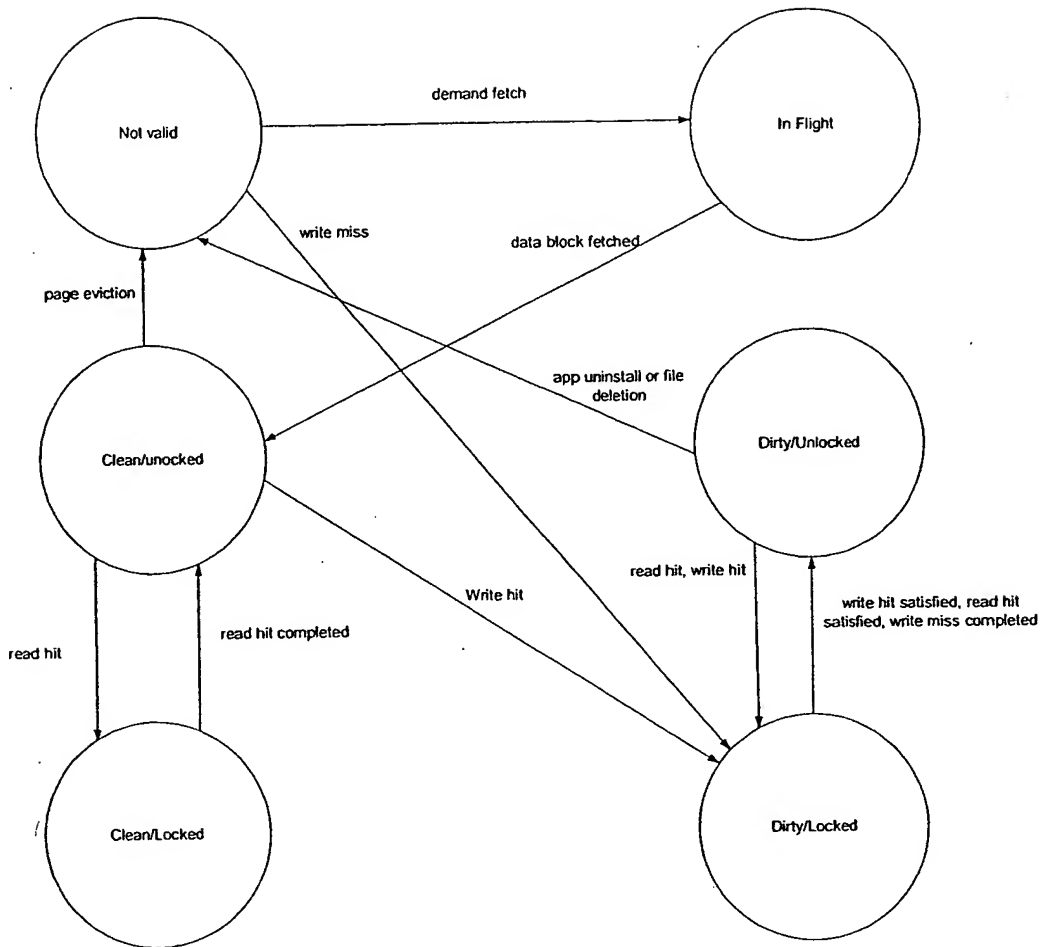 demand fetch
Not valid
In Flight
write miss
data block fetched
page eviction
app uninstall or file
deletion
Clean/unocked
Dirty/Unlocked
read hit, write hit
Write hit
write hit satisfied, read hit
satisfied, write miss completed
read hit completed
read hit
Clean/Locked
Dirty/Locked